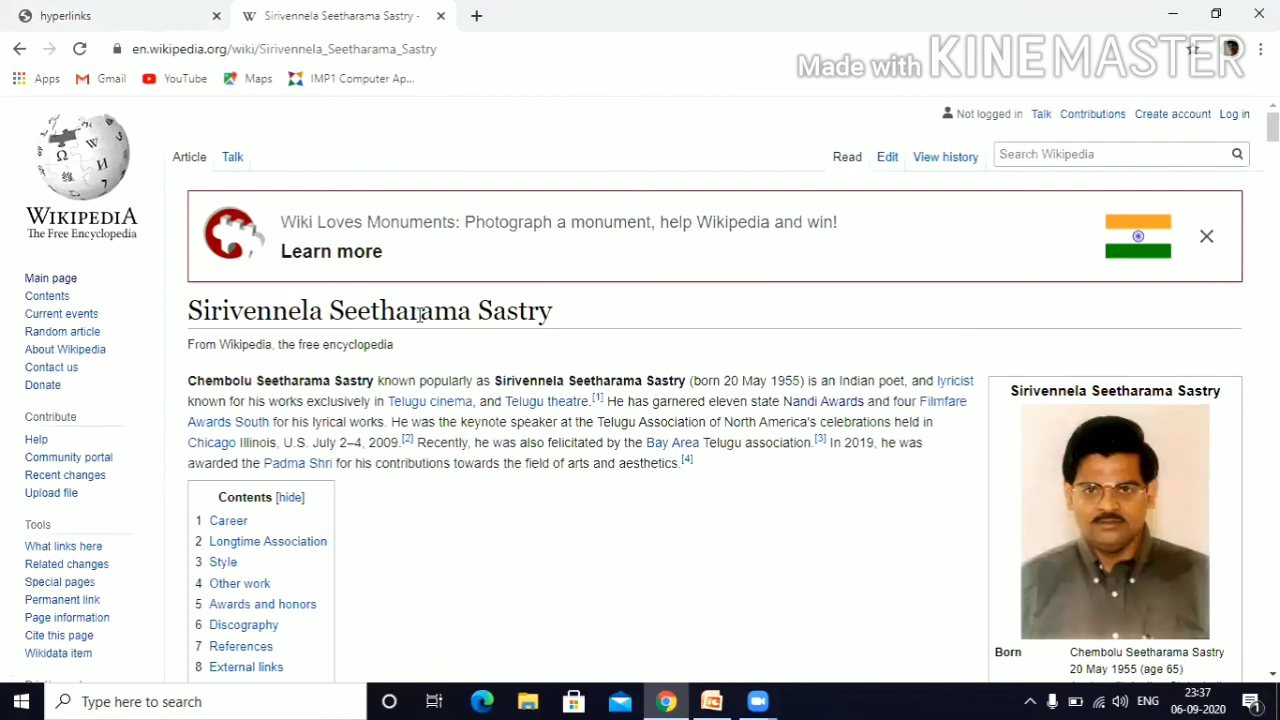 hyperlinks
Sirivennela Seetharama Sastry -
en.wikipedia.org/wiki/Sirivennela_Seetharama_Sastry
Made with KINEMASTER
Apps Gmail YouTube Maps IMP1 Computer Ap...
Not logged in Talk Contributions Create account Log in
Article Talk Read Edit View history Search Wikipedia
WIKIPEDIA
The Free Encyclopedia
Wiki Loves Monuments: Photograph a monument, help Wikipedia and win!
Learn more
Main page
Contents
Current events
Random article
About Wikipedia
Contact us
Donate
Contribute
Help
Community portal
Recent changes
Upload file
Tools
What links here
Related changes
Special pages
Permanent link
Page information
Cite this page
Wikidata item
Sirivennela Seetharama Sastry
From Wikipedia, the free encyclopedia
Chembolu Seetharama Sastry known popularly as Sirivennela Seetharama Sastry (born 20 May 1955) is an Indian poet, and lyricist
known for his works exclusively in Telugu cinema, and Telugu theatre.[1] He has garnered eleven state Nandi Awards and four Filmfare
Awards South for his lyrical works. He was the keynote speaker at the Telugu Association of North America's celebrations held in
Chicago Illinois, U.S. July 2–4, 2009.[2] Recently, he was also felicitated by the Bay Area Telugu association.[3] In 2019, he was
awarded the Padma Shri for his contributions towards the field of arts and aesthetics.[4]
Contents [hide]
1 Career
2 Longtime Association
3 Style
4 Other work
5 Awards and honors
6 Discography
7 References
8 External links
Sirivennela Seetharama Sastry
Born Chembolu Seetharama Sastry
20 May 1955 (age 65)
Type here to search
ENG
23:37
06-09-2020
1